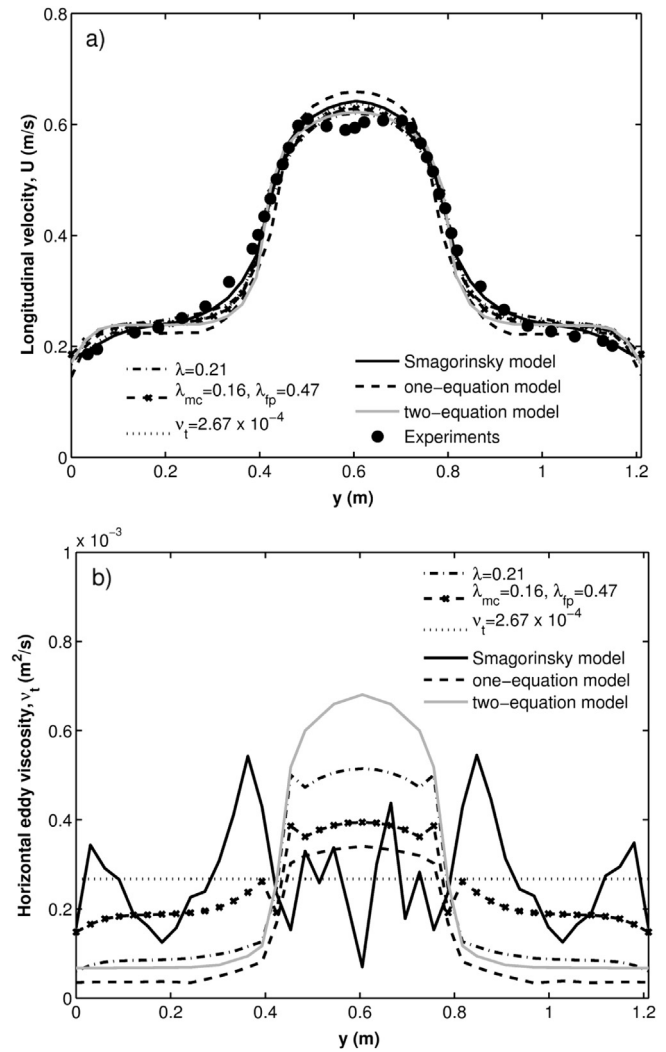 a)
0.8
0.6
0.4
0.2
0
Longitudinal velocity, U (m/s)
λ=0.21
λmc=0.16, λfp=0.47
νt=2.67 x 10−4
Smagorinsky model
one−equation model
two−equation model
Experiments
0 0.2 0.4 0.6 0.8 1 1.2
y (m)
x 10−3
b)
1
0.8
0.6
0.4
0.2
0
Horizontal eddy viscosity, νt (m2/s)
λ=0.21
λmc=0.16, λfp=0.47
νt=2.67 x 10−4
Smagorinsky model
one−equation model
two−equation model
0 0.2 0.4 0.6 0.8 1 1.2
y (m)